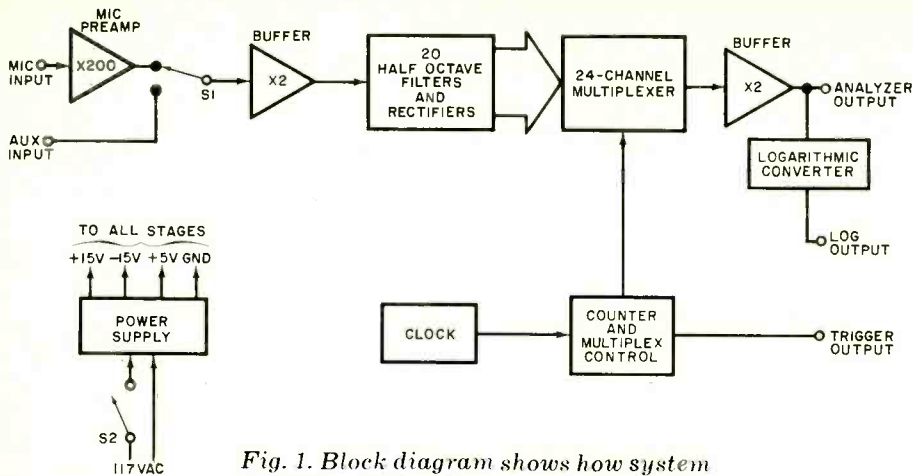 MIC
PREAMP
X200
MIC
INPUT
AUX
INPUT
S1
BUFFER
X2
20
HALF OCTAVE
FILTERS
AND
RECTIFIERS
24-CHANNEL
MULTIPLEXER
BUFFER
X2
ANALYZER
OUTPUT
LOGARITHMIC
CONVERTER
LOG
OUTPUT
TO ALL STAGES
+15V -15V +5V GND
POWER
SUPPLY
S2
117VAC
CLOCK
COUNTER
AND
MULTIPLEX
CONTROL
TRIGGER
OUTPUT
Fig. 1. Block diagram shows how system